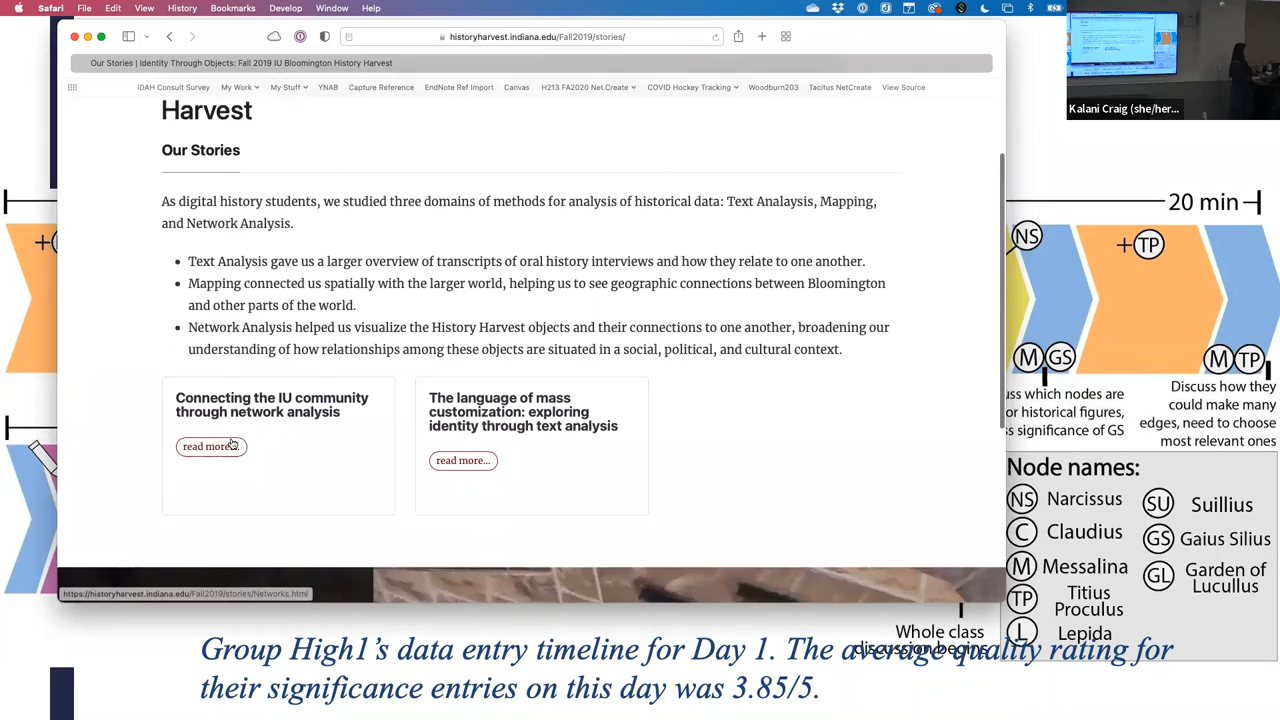 Safari File Edit View History Bookmarks Develop Window Help
historyharvest.indiana.edu/Fall2019/stories/
Our Stories | Identity Through Objects: Fall 2019 IU Bloomington History Harvest
IDAH Consult Survey My Work My Stuff YNAB Capture Reference EndNote Ref Import Canvas H213 FA2020 Net.Create COVID Hockey Tracking Woodburn203 Tacitus NetCreate View Source
Harvest
Our Stories
As digital history students, we studied three domains of methods for analysis of historical data: Text Analaysis, Mapping,
and Network Analysis.
Text Analysis gave us a larger overview of transcripts of oral history interviews and how they relate to one another.
Mapping connected us spatially with the larger world, helping us to see geographic connections between Bloomington
and other parts of the world.
Network Analysis helped us visualize the History Harvest objects and their connections to one another, broadening our
understanding of how relationships among these objects are situated in a social, political, and cultural context.
Connecting the IU community
through network analysis
read more...
The language of mass
customization: exploring
identity through text analysis
read more...
https://historyharvest.indiana.edu/Fall2019/stories/Networks.html
Kalani Craig (she/her...
20 min
NS
+TP
M GS
M TP
ss which nodes are
or historical figures,
s significance of GS
Discuss how they
could make many
edges, need to choose
most relevant ones
Node names:
NS Narcissus
C Claudius
M Messalina
TP Titius
Proculus
L Lepida
SU Suillius
GS Gaius Silius
GL Garden of
Lucullus
Whole class
discussion begins
Group High1’s data entry timeline for Day 1. The average quality rating for
their significance entries on this day was 3.85/5.